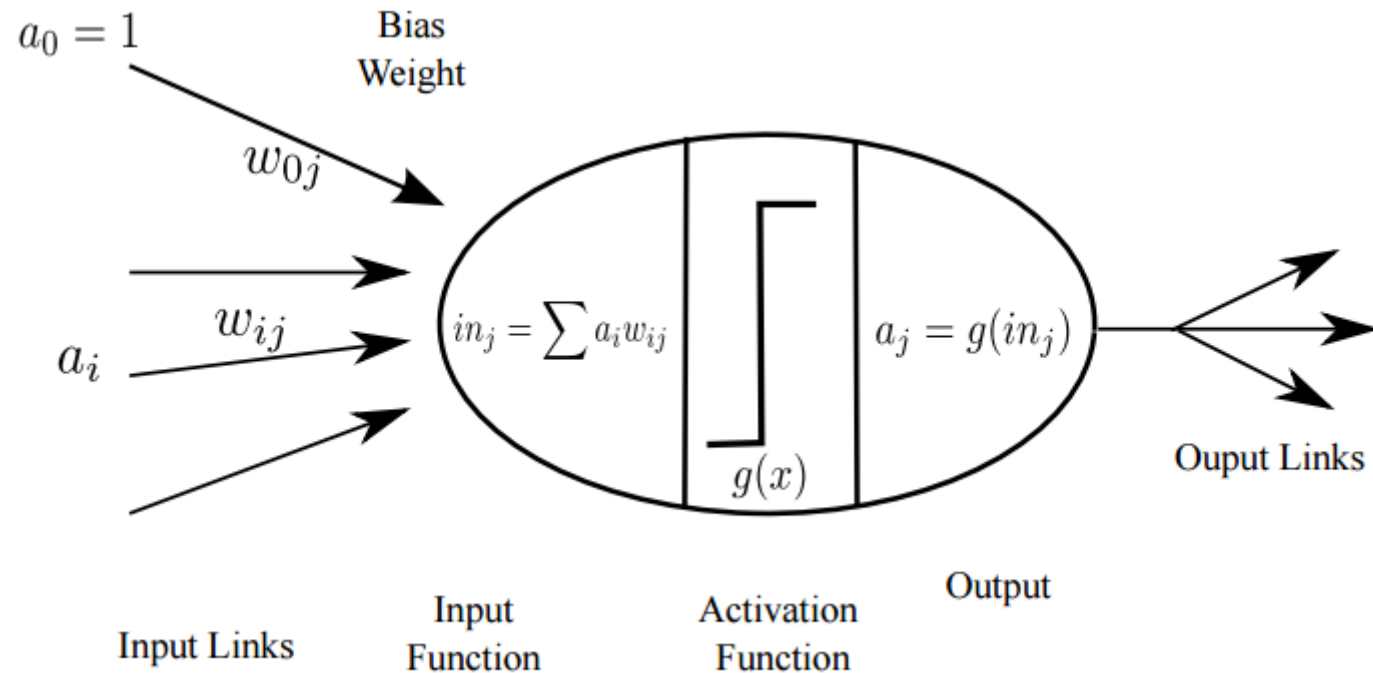 a_0 = 1
Bias
Weight
w_{0j}
w_{ij}
a_i
in_j = ∑ a_i w_{ij}
g(x)
a_j = g(in_j)
Ouput Links
Input Links
Input
Function
Activation
Function
Output